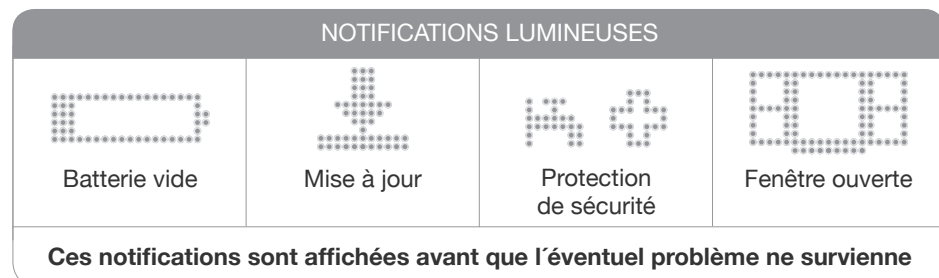 NOTIFICATIONS LUMINEUSES
Batterie vide
Mise à jour
Protection
de sécurité
Fenêtre ouverte
Ces notifications sont affichées avant que l´éventuel problème ne survienne